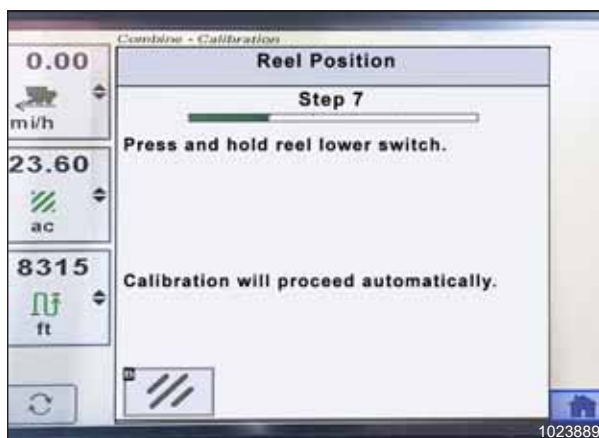 Combine - Calibration
Reel Position
Step 7
Press and hold reel lower switch.
Calibration will proceed automatically.
0.00
mi/h
23.60
ac
8315
ft
1023889